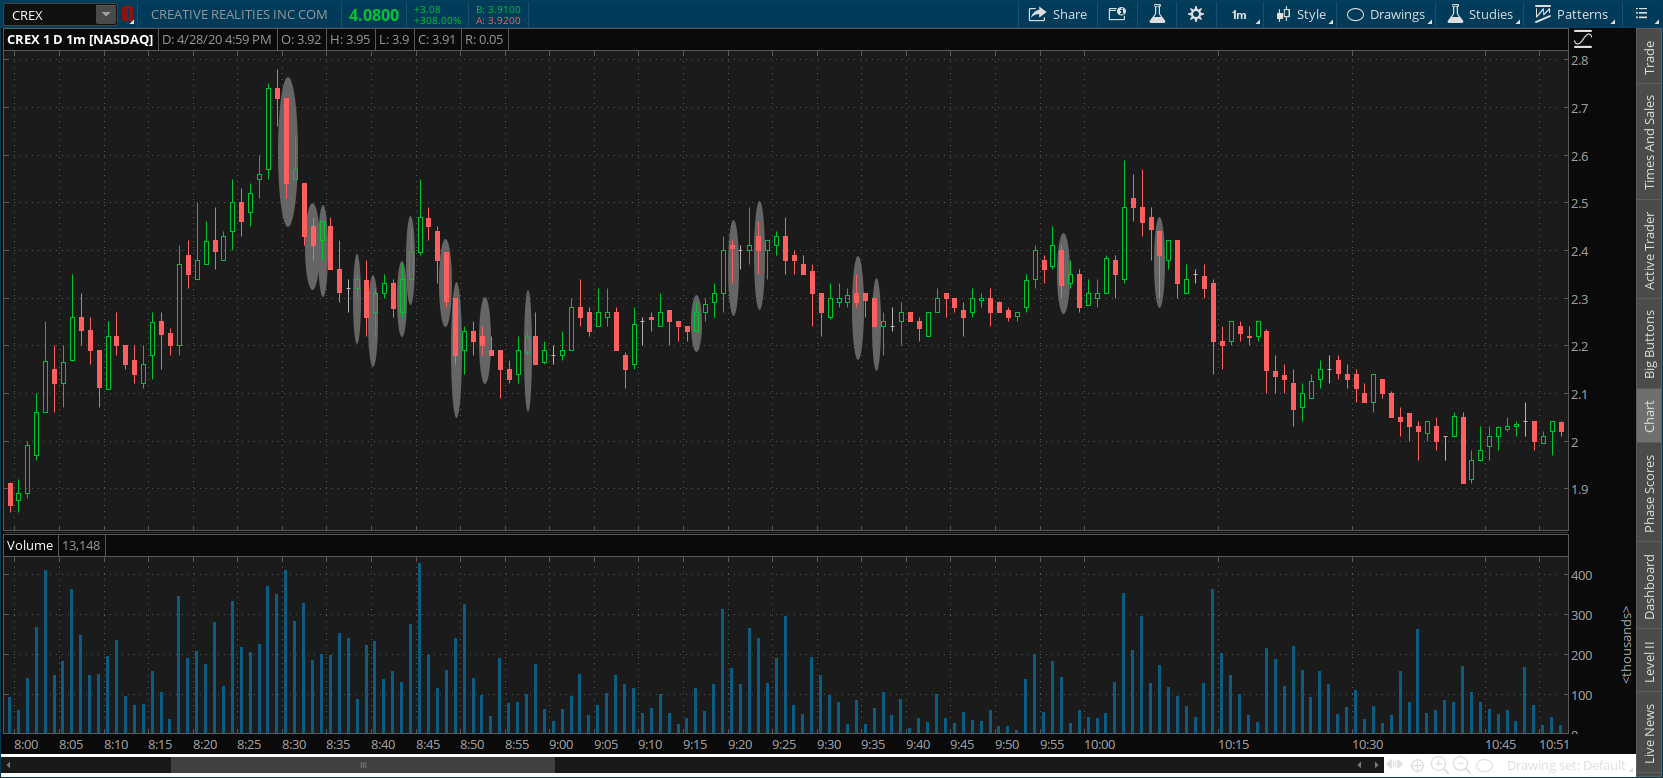 CREX 1 CREATIVE REALITIES INC COM 4.0800 +3.08 B: 3.9100 Share 1m Style Drawings Studies Patterns
+308.00% A: 3.9200
CREX 1 D 1m [NASDAQ] D: 4/28/20 4:59 PM O: 3.92 H: 3.95 L: 3.9 C: 3.91 R: 0.05
2.8
2.7
2.6
2.5
2.4
2.3
2.2
2.1
2
1.9
Volume 13,148
400
300
200
100
0
<thousands>
8:00 8:05 8:10 8:15 8:20 8:25 8:30 8:35 8:40 8:45 8:50 8:55 9:00 9:05 9:10 9:15 9:20 9:25 9:30 9:35 9:40 9:45 9:50 9:55 10:00 10:15 10:30 10:45 10:51
Drawing set: Default
Trade
Times And Sales
Active Trader
Big Buttons
Chart
Phase Scores
Dashboard
Level II
Live News